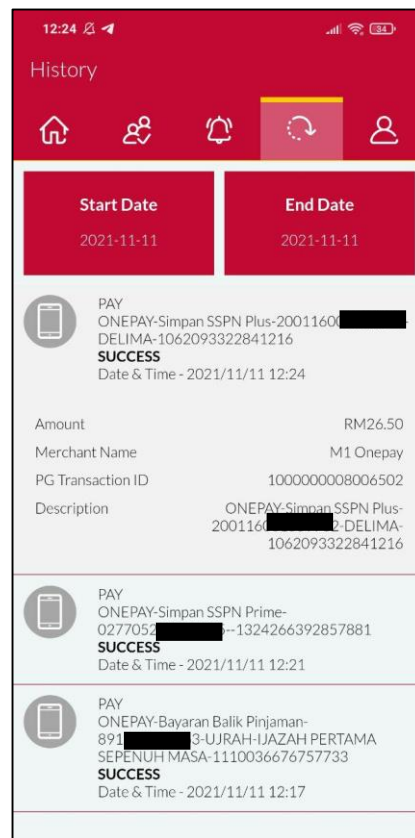 12:24
34
History
Start Date
2021-11-11
End Date
2021-11-11
PAY
ONEPAY-Simpan SSPN Plus-20011600
DELIMA-1062093322841216
SUCCESS
Date & Time - 2021/11/11 12:24
Amount RM26.50
Merchant Name M1 Onepay
PG Transaction ID 1000000008006502
Description ONEPAY-Simpan SSPN Plus-
200116 2-DELIMA-
1062093322841216
PAY
ONEPAY-Simpan SSPN Prime-
0277052 --1324266392857881
SUCCESS
Date & Time - 2021/11/11 12:21
PAY
ONEPAY-Bayaran Balik Pinjaman-
891 3-UJRAH-IJAZAH PERTAMA
SEPENUH MASA-1110036676757733
SUCCESS
Date & Time - 2021/11/11 12:17